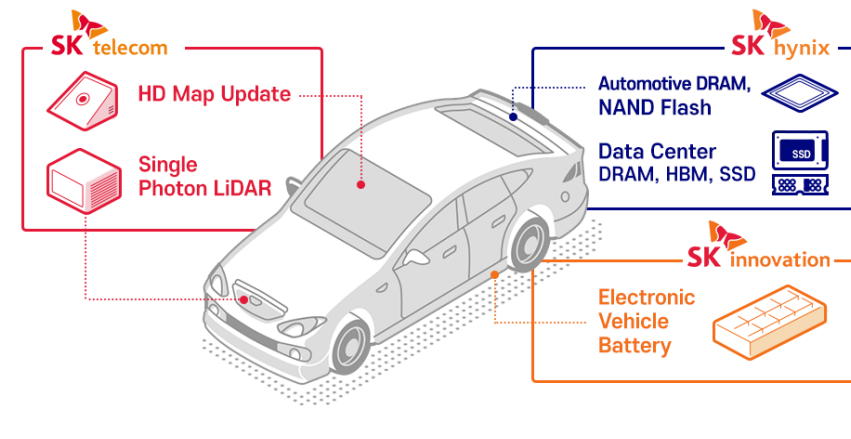 SK telecom
HD Map Update
Single
Photon LiDAR
SK hynix
Automotive DRAM,
NAND Flash
Data Center
DRAM, HBM, SSD
SSD
SK innovation
Electronic
Vehicle
Battery